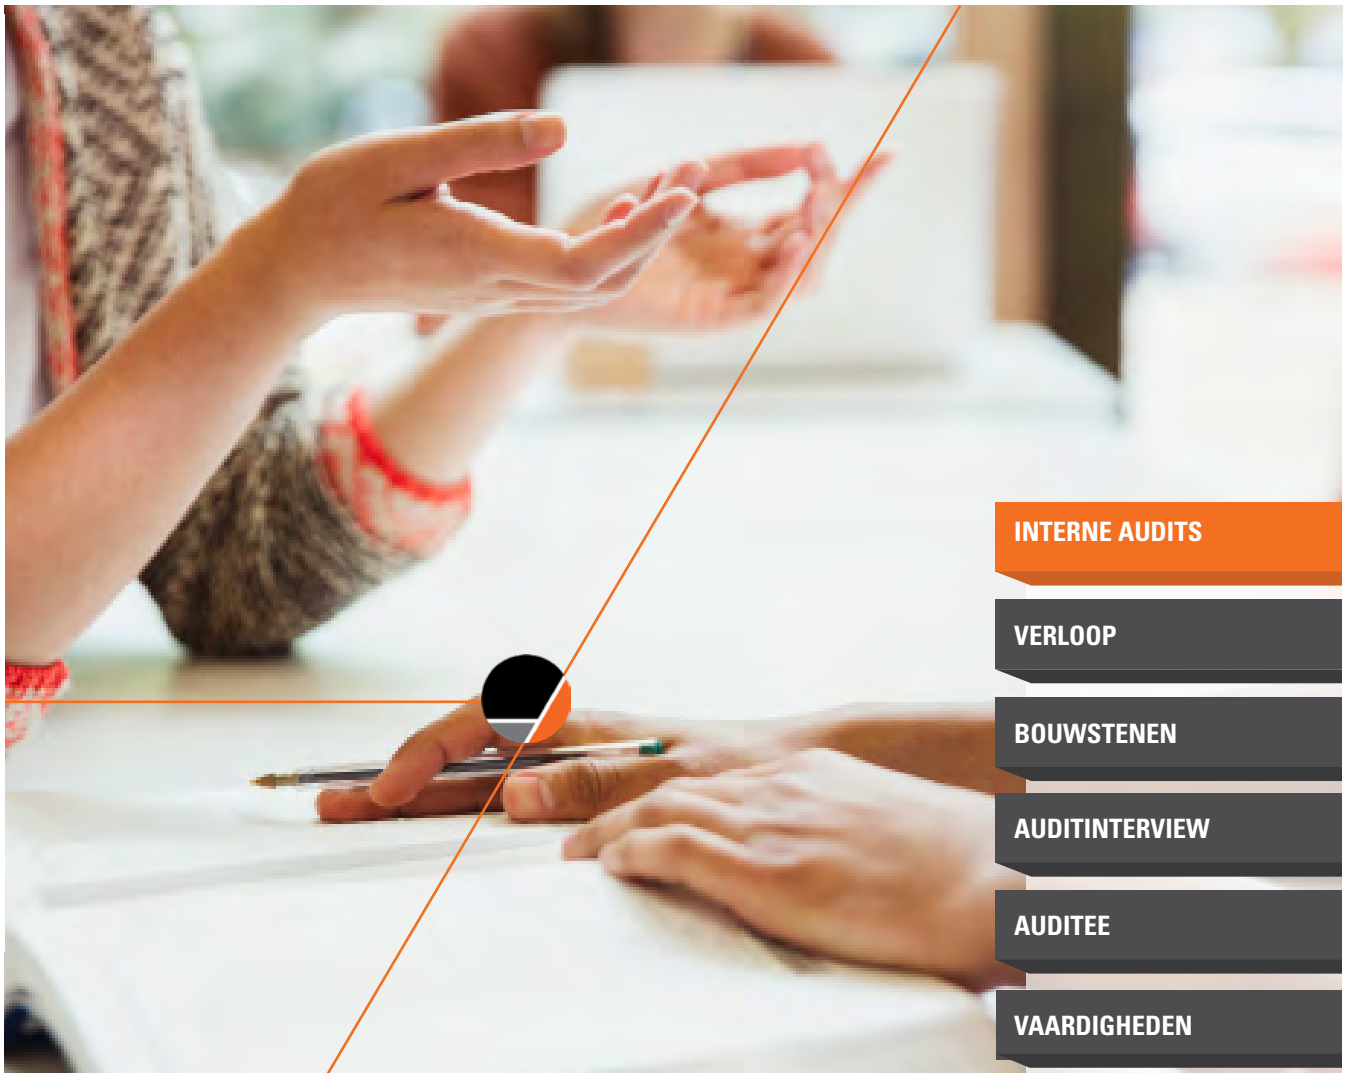 INTERNE AUDITS
VERLOOP
BOUWSTENEN
AUDITINTERVIEW
AUDITEE
VAARDIGHEDEN